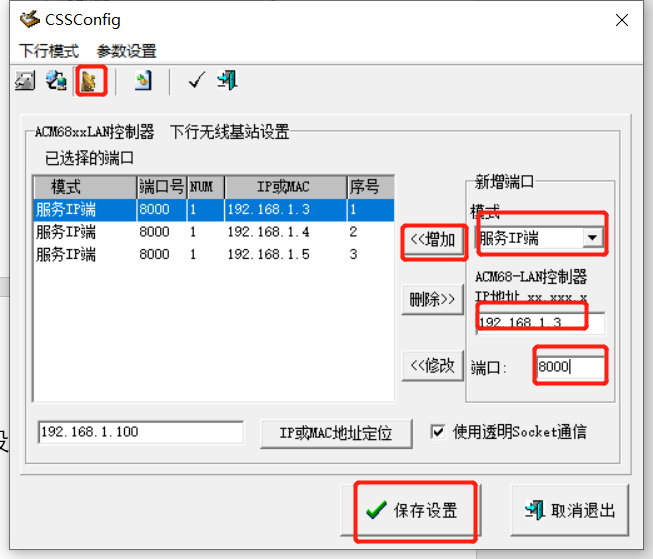 CSSConfig
下行模式 参数设置
ACM68xxLAN控制器 下行无线基站设置
已选择的端口
模式 端口号 NUM IP或MAC 序号
服务IP端 8000 1 192.168.1.3 1
服务IP端 8000 1 192.168.1.4 2
服务IP端 8000 1 192.168.1.5 3
<<增加
删除>>
<<修改
新增端口
模式
服务IP端
ACM68-LAN控制器
IP地址 xx.xxx.x
192.168.1.3
端口: 8000
192.168.1.100 IP或MAC地址定位 使用透明Socket通信
保存设置 取消退出